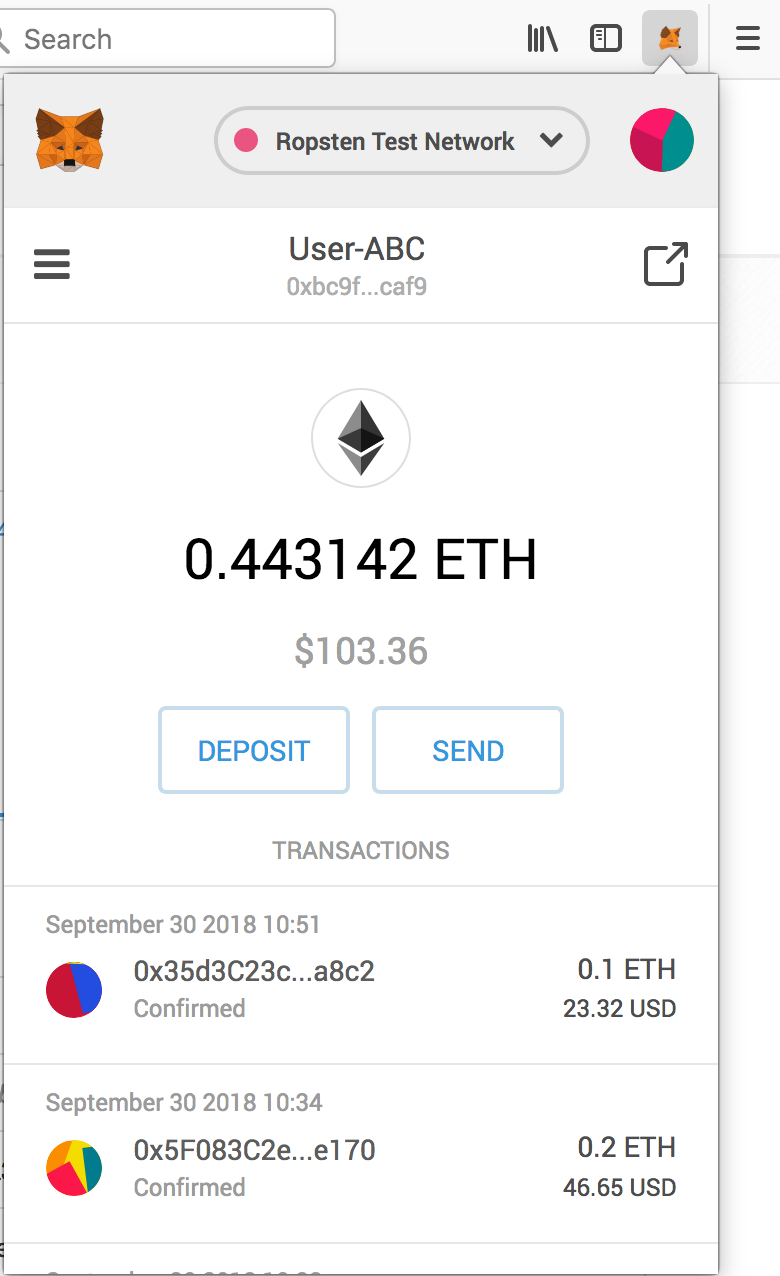 Search
Ropsten Test Network
User-ABC
0xbc9f...caf9
0.443142 ETH
$103.36
DEPOSIT
SEND
TRANSACTIONS
September 30 2018 10:51
0x35d3C23c...a8c2
0.1 ETH
Confirmed
23.32 USD
September 30 2018 10:34
0x5F083C2e...e170
0.2 ETH
Confirmed
46.65 USD